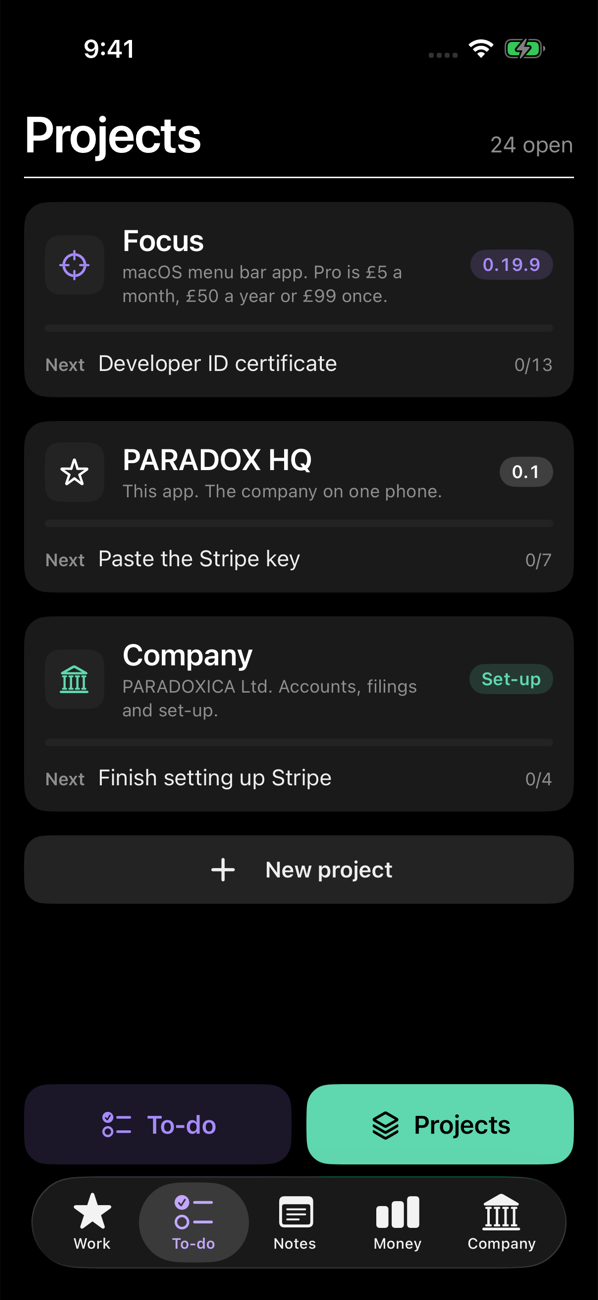 9:41
Projects
24 open
Focus
macOS menu bar app. Pro is £5 a
month, £50 a year or £99 once.
0.19.9
Next Developer ID certificate 0/13
PARADOX HQ
This app. The company on one phone.
0.1
Next Paste the Stripe key 0/7
Company
PARADOXICA Ltd. Accounts, filings
and set-up.
Set-up
Next Finish setting up Stripe 0/4
New project
To-do Projects
Work To-do Notes Money Company